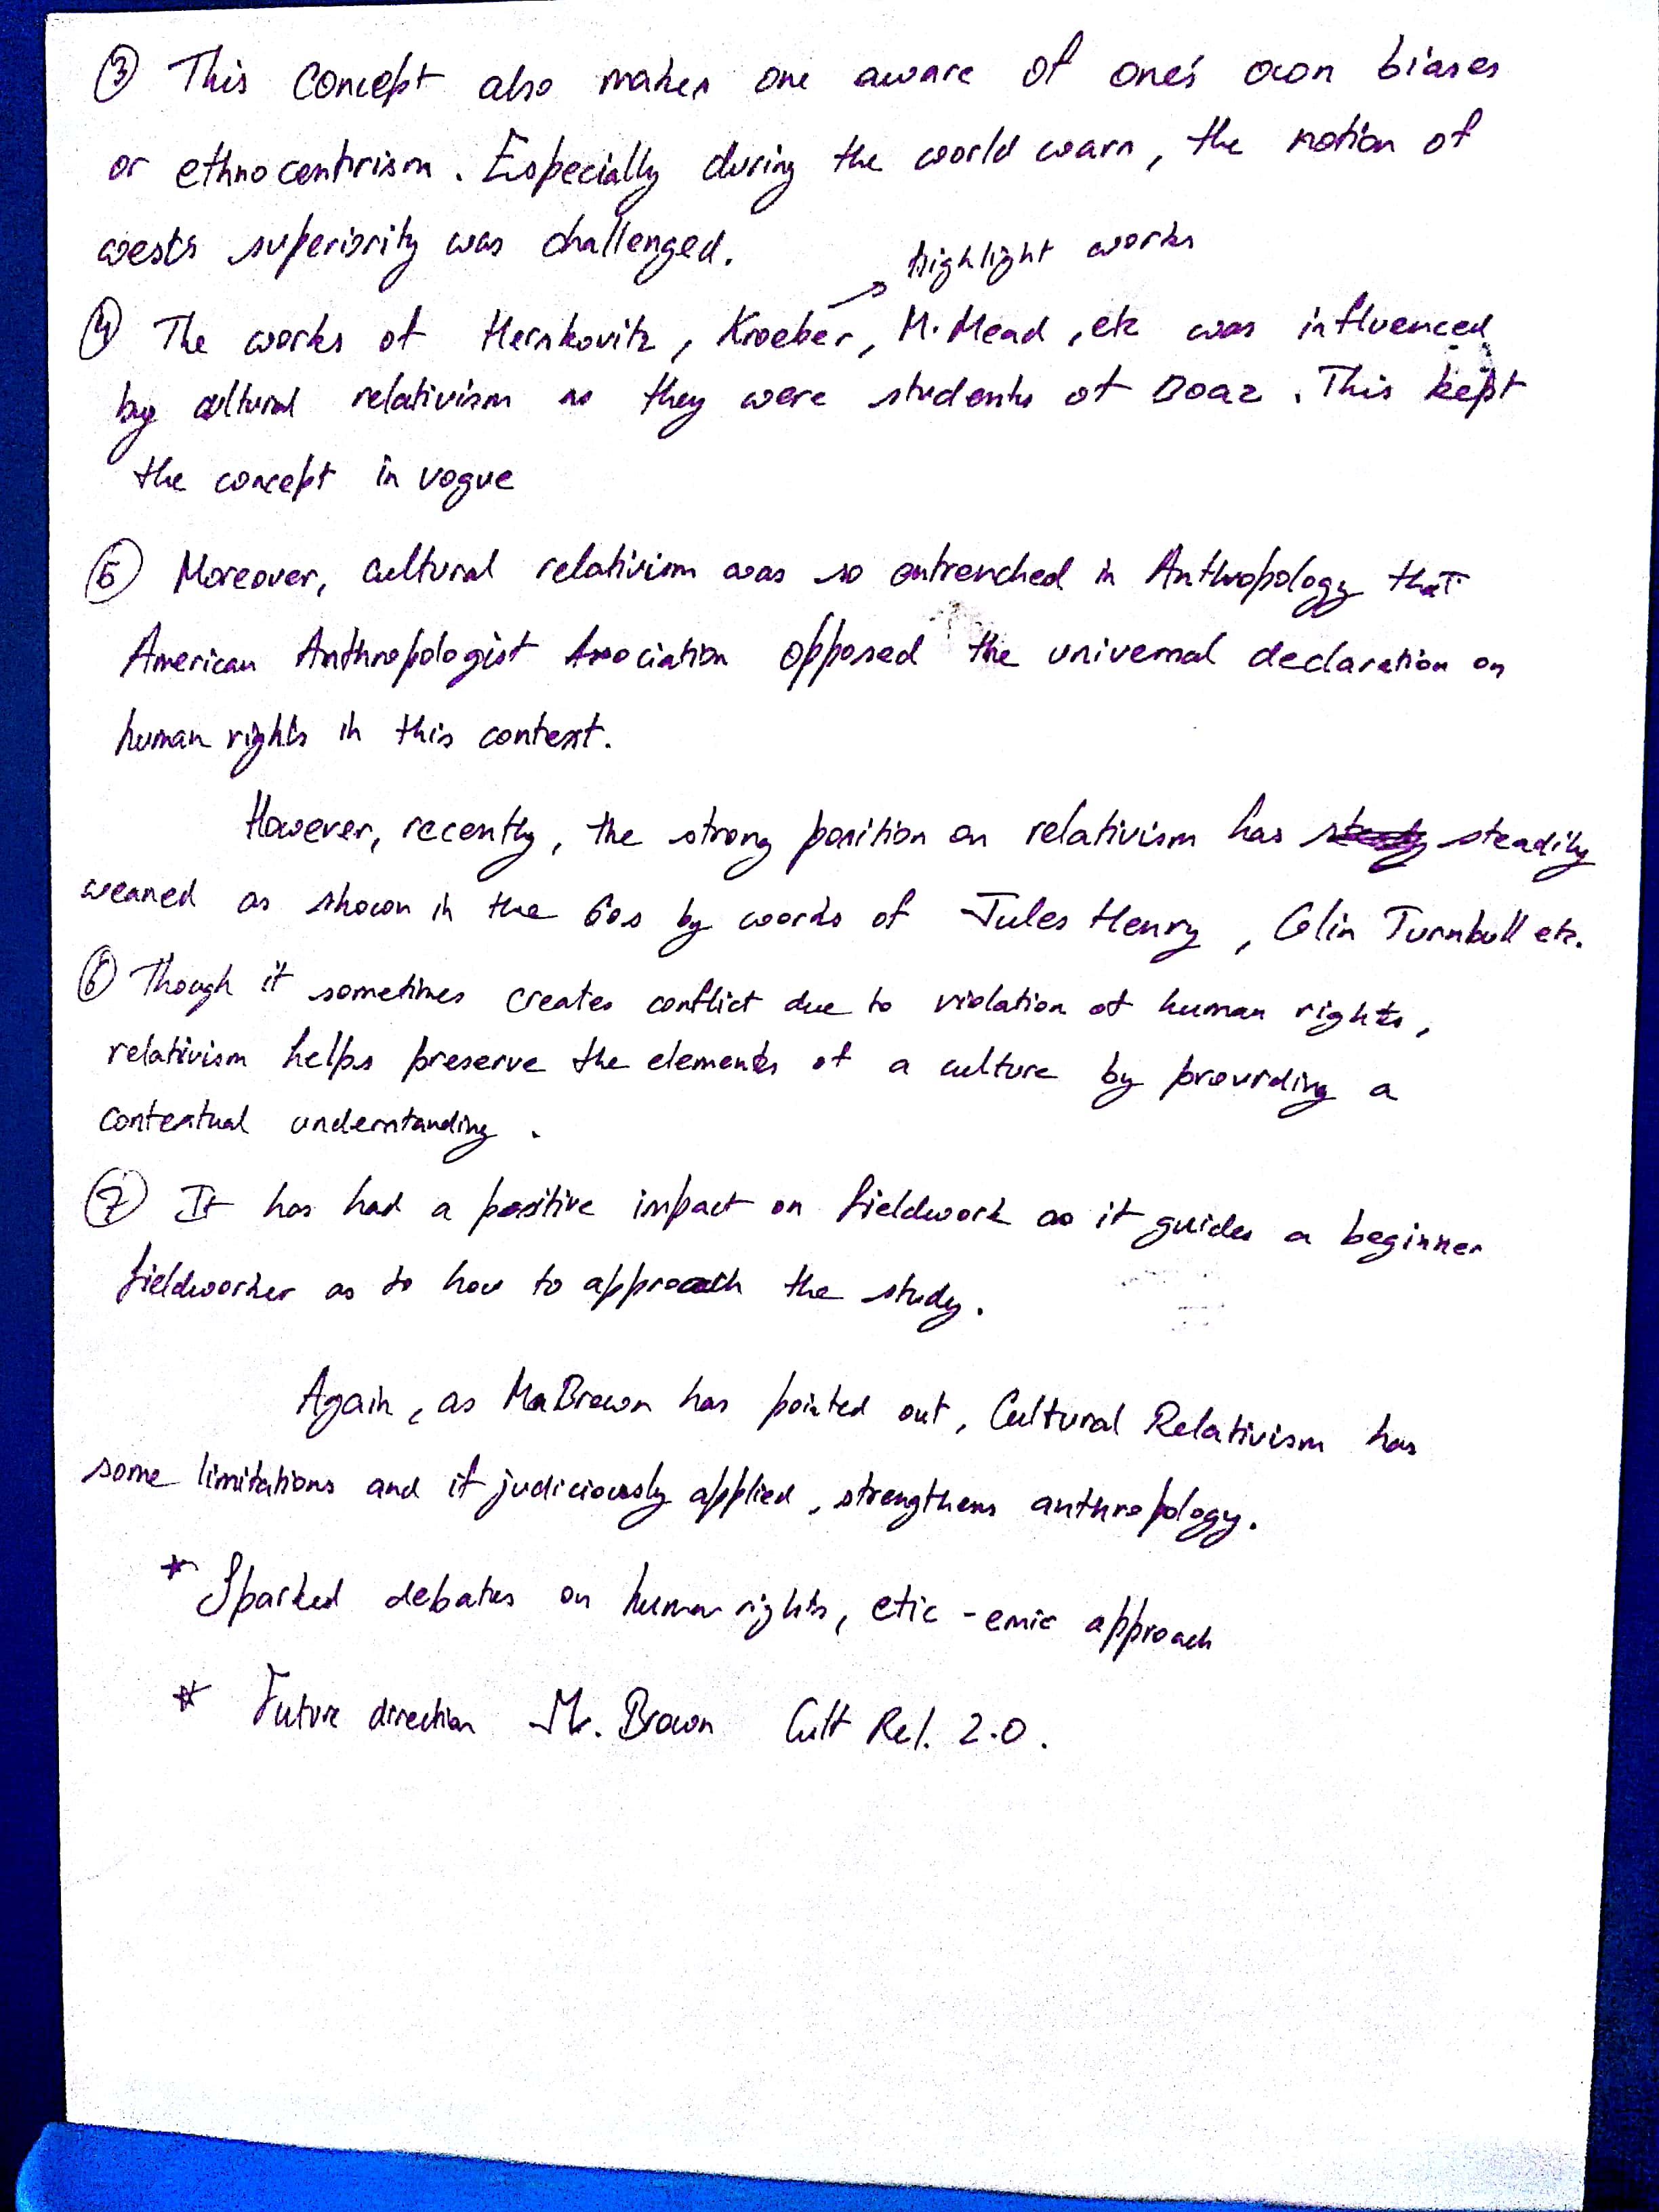 ③ This Concept also makes one aware of one's own biases
or ethnocentrism. Especially during the world wars, the notion of
wests superiority was challenged.
→ highlight works
④ The works of Herskovitz, Kroeber, M. Mead, etc was influenced
by cultural relativism as they were students of Boaz. This kept
the concept in vogue
⑤ Moreover, cultural relativism was so entrenched in Anthropology that
American Anthropologist Association opposed the universal declaration on
human rights in this context.
However, recently, the strong position on relativism has steadily
weaned as shown in the 60s by words of Jules Henry, Colin Turnbull etc.
⑥ Though it sometimes creates conflict due to violation of human rights,
relativism helps preserve the elements of a culture by providing a
contextual understanding.
⑦ It has had a positive impact on fieldwork as it guides a beginner
fieldworker as to how to approach the study.
Again, as Brown has pointed out, Cultural Relativism has
some limitations and if judiciously applied, strengthens anthropology.
* Sparked debates on human rights, etic - emic approach
* Future direction Brown Cult Rel. 2.0.